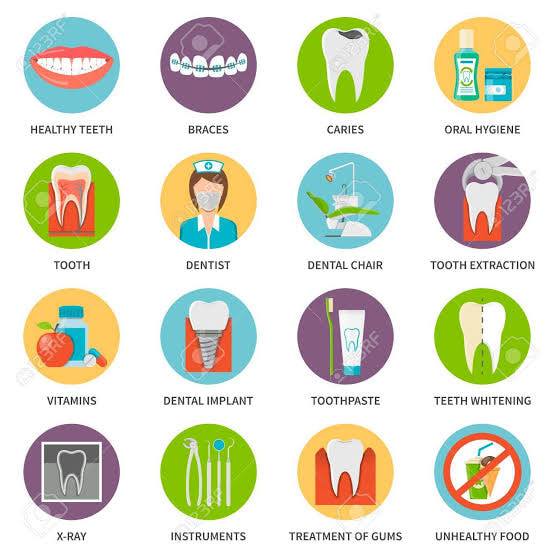 HEALTHY TEETH
BRACES
CARIES
ORAL HYGIENE
TOOTH
DENTIST
DENTAL CHAIR
TOOTH EXTRACTION
VITAMINS
DENTAL IMPLANT
TOOTHPASTE
TEETH WHITENING
X-RAY
INSTRUMENTS
TREATMENT OF GUMS
UNHEALTHY FOOD
123RF